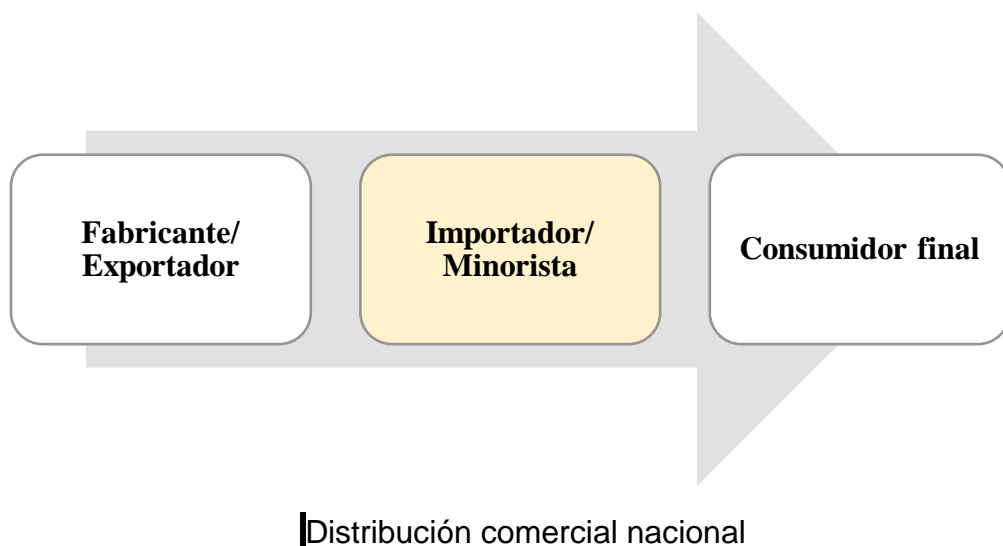 Fabricante/
Exportador
Importador/
Minorista
Consumidor final
Distribución comercial nacional